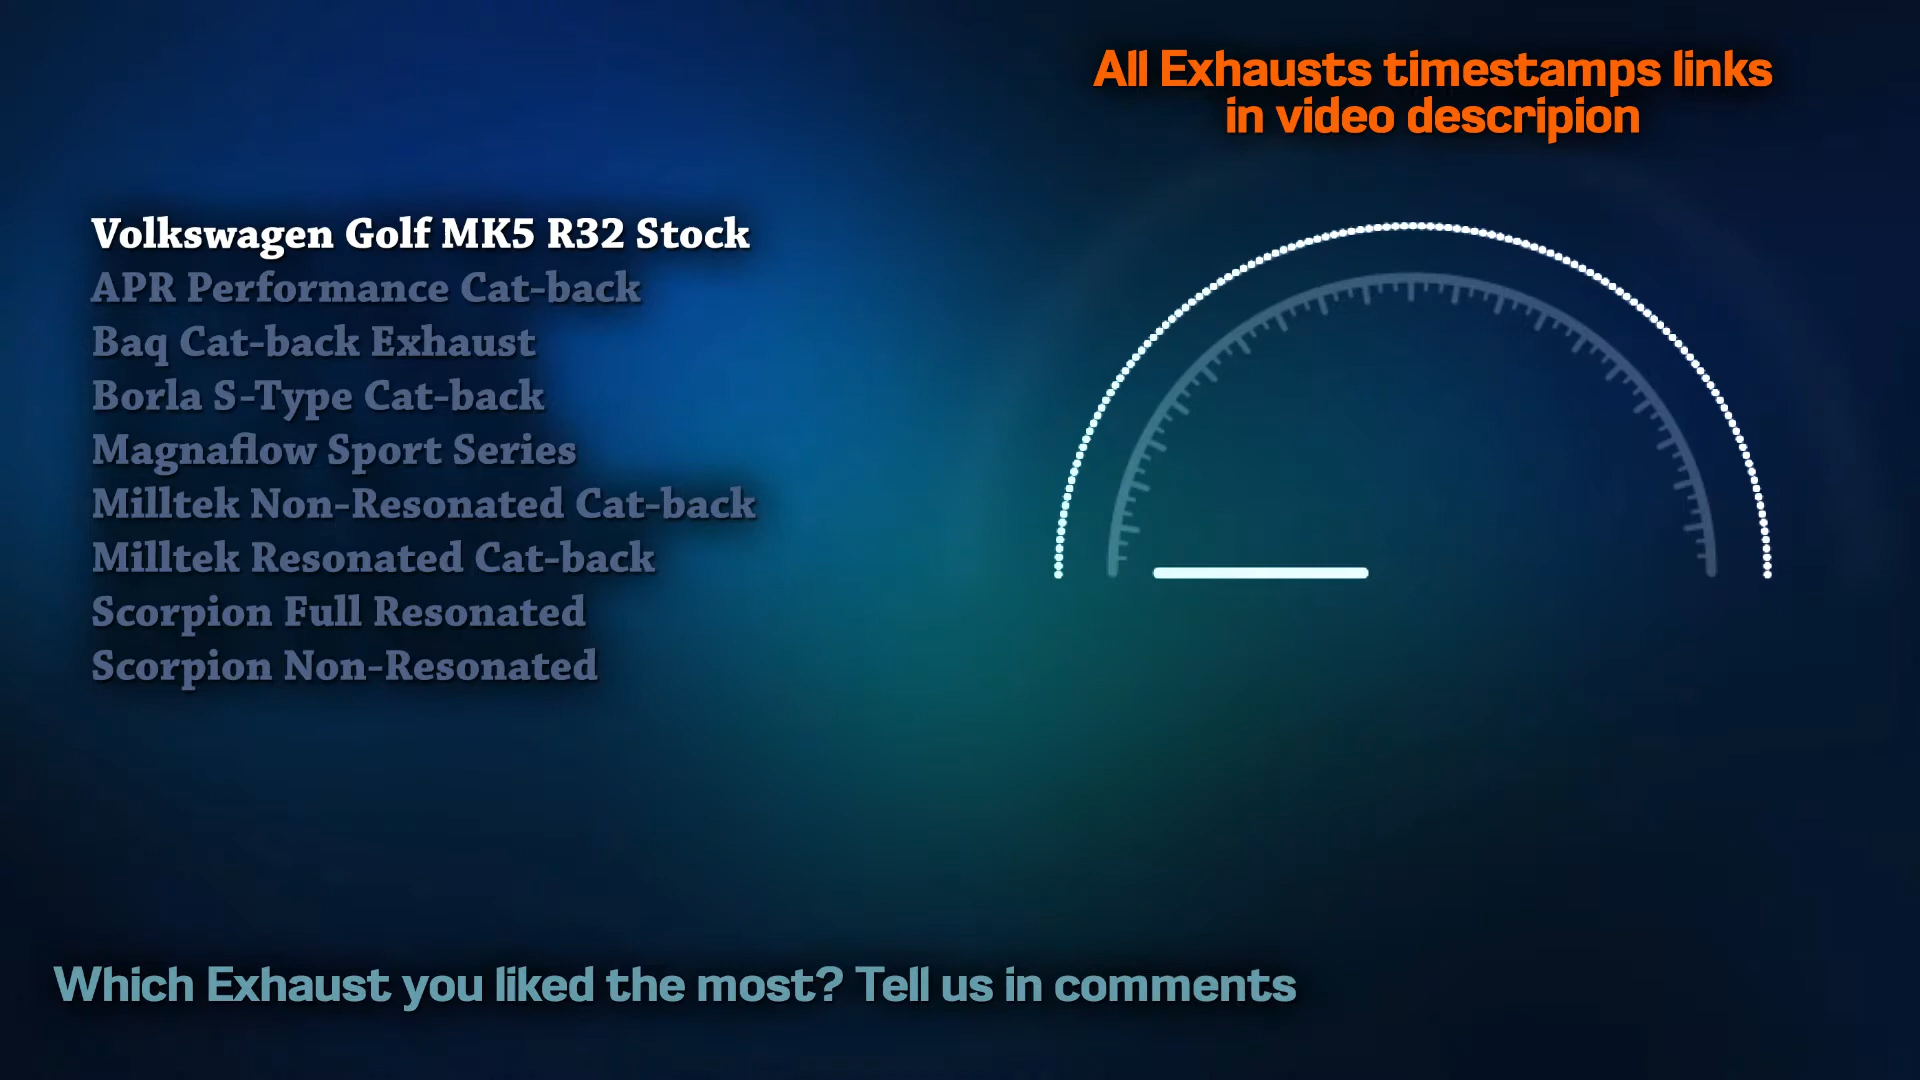 All Exhausts timestamps links
in video descripion
Volkswagen Golf MK5 R32 Stock
APR Performance Cat-back
Baq Cat-back Exhaust
Borla S-Type Cat-back
Magnaflow Sport Series
Milltek Non-Resonated Cat-back
Milltek Resonated Cat-back
Scorpion Full Resonated
Scorpion Non-Resonated
Which Exhaust you liked the most? Tell us in comments